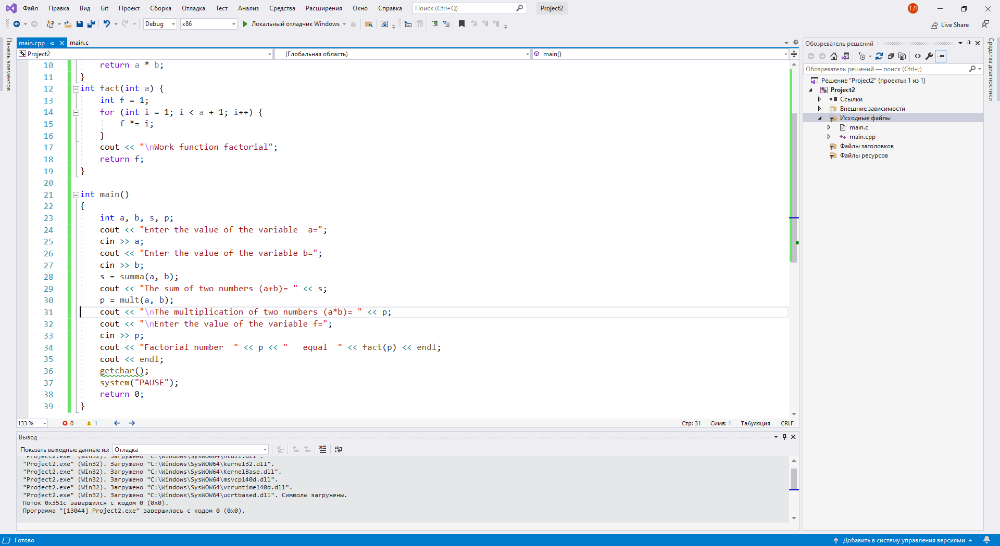 Файл Правка Вид Git Проект Сборка Отладка Тест Анализ Средства Расширения Окно Справка Поиск (Ctrl+Q) Project2 ТЛ
Debug x86 Локальный отладчик Windows Live Share
Панель элементов
main.cpp main.c
Project2 (Глобальная область) main()
10 return a * b;
11 }
12 int fact(int a) {
13 int f = 1;
14 for (int i = 1; i < a + 1; i++) {
15 f *= i;
16 }
17 cout << "\nWork function factorial";
18 return f;
19 }
20
21 int main()
22 {
23 int a, b, s, p;
24 cout << "Enter the value of the variable  a=";
25 cin >> a;
26 cout << "Enter the value of the variable b=";
27 cin >> b;
28 s = summa(a, b);
29 cout << "The sum of two numbers (a+b)= " << s;
30 p = mult(a, b);
31 cout << "\nThe multiplication of two numbers (a*b)= " << p;
32 cout << "\nEnter the value of the variable f=";
33 cin >> p;
34 cout << "Factorial number  " << p << "   equal  " << fact(p) << endl;
35 cout << endl;
36 getchar();
37 system("PAUSE");
38 return 0;
39 }
133 % 0 1 Стр: 31 Симв: 1 Табуляция CRLF
Вывод
Показать выходные данные из: Отладка
"Project2.exe" (Win32). Загружено "C:\Windows\SysWOW64\ntdll.dll".
"Project2.exe" (Win32). Загружено "C:\Windows\SysWOW64\kernel32.dll".
"Project2.exe" (Win32). Загружено "C:\Windows\SysWOW64\KernelBase.dll".
"Project2.exe" (Win32). Загружено "C:\Windows\SysWOW64\msvcp140d.dll".
"Project2.exe" (Win32). Загружено "C:\Windows\SysWOW64\vcruntime140d.dll".
"Project2.exe" (Win32). Загружено "C:\Windows\SysWOW64\ucrtbased.dll". Символы загружены.
Поток 0x351c завершился с кодом 0 (0x0).
Программа "[13044] Project2.exe" завершилась с кодом 0 (0x0).
Обозреватель решений
Обозреватель решений — поиск (Ctrl+;)
Решение "Project2" (проекты: 1 из 1)
Project2
Ссылки
Внешние зависимости
Исходные файлы
main.c
main.cpp
Файлы заголовков
Файлы ресурсов
Средства диагностики
Готово Добавить в систему управления версиями